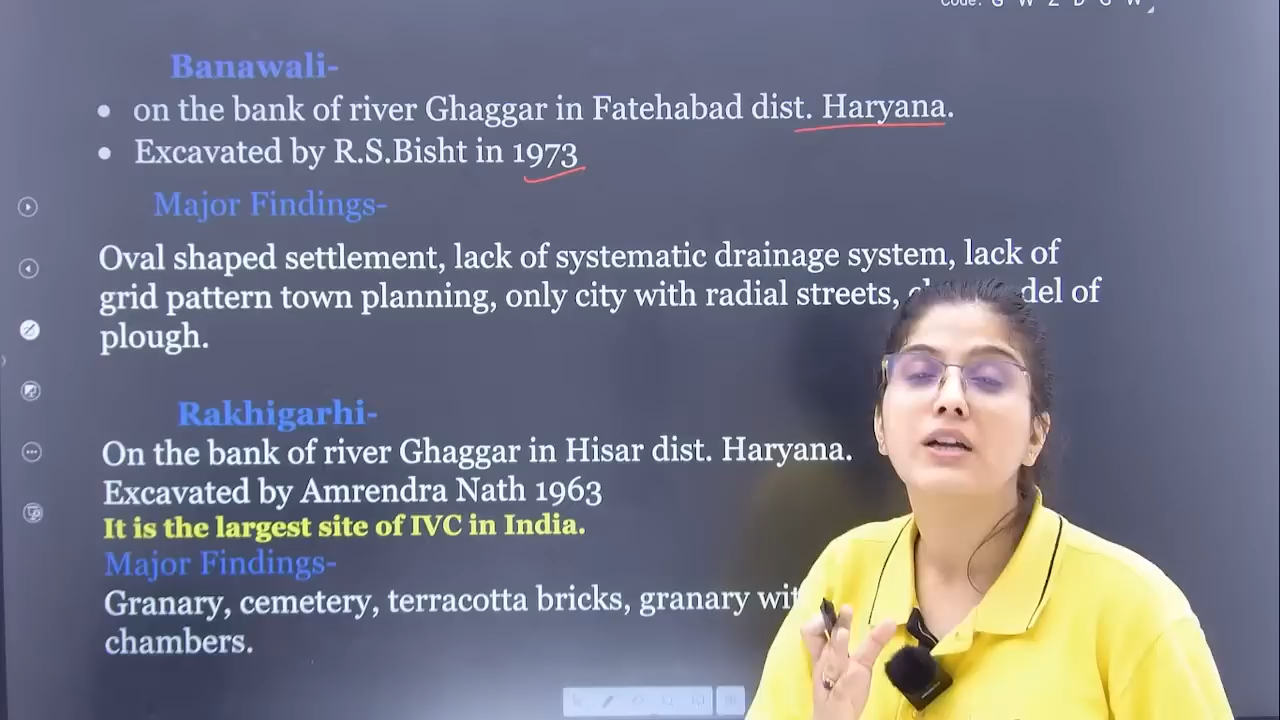 Code: G W Z D G W
Banawali-
• on the bank of river Ghaggar in Fatehabad dist. Haryana.
• Excavated by R.S.Bisht in 1973
Major Findings-
Oval shaped settlement, lack of systematic drainage system, lack of
grid pattern town planning, only city with radial streets, of
plough.
Rakhigarhi-
On the bank of river Ghaggar in Hisar dist. Haryana.
Excavated by Amrendra Nath 1963
It is the largest site of IVC in India.
Major Findings-
Granary, cemetery, terracotta bricks, granary
chambers.